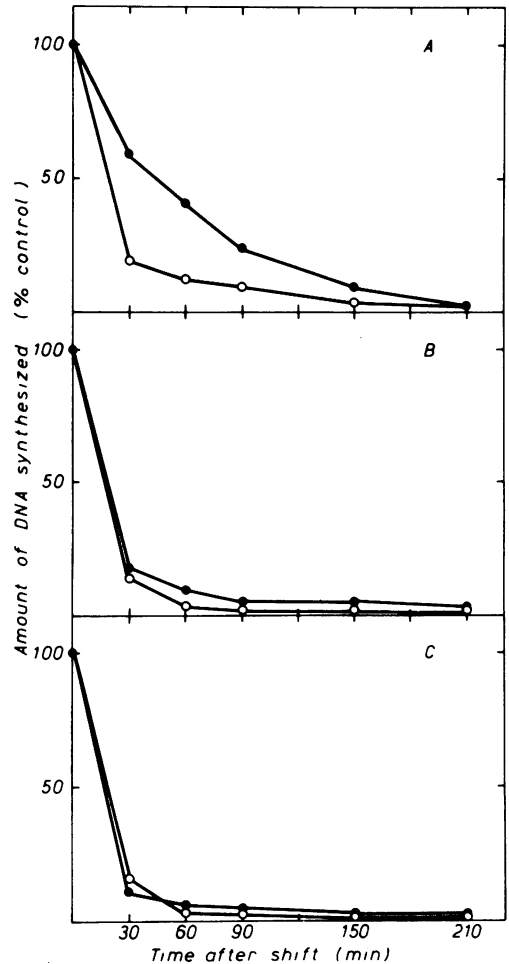 100
50
A
100
50
B
100
50
C
Amount of DNA synthesized (% control)
30 60 90 150 210
Time after shift (min)